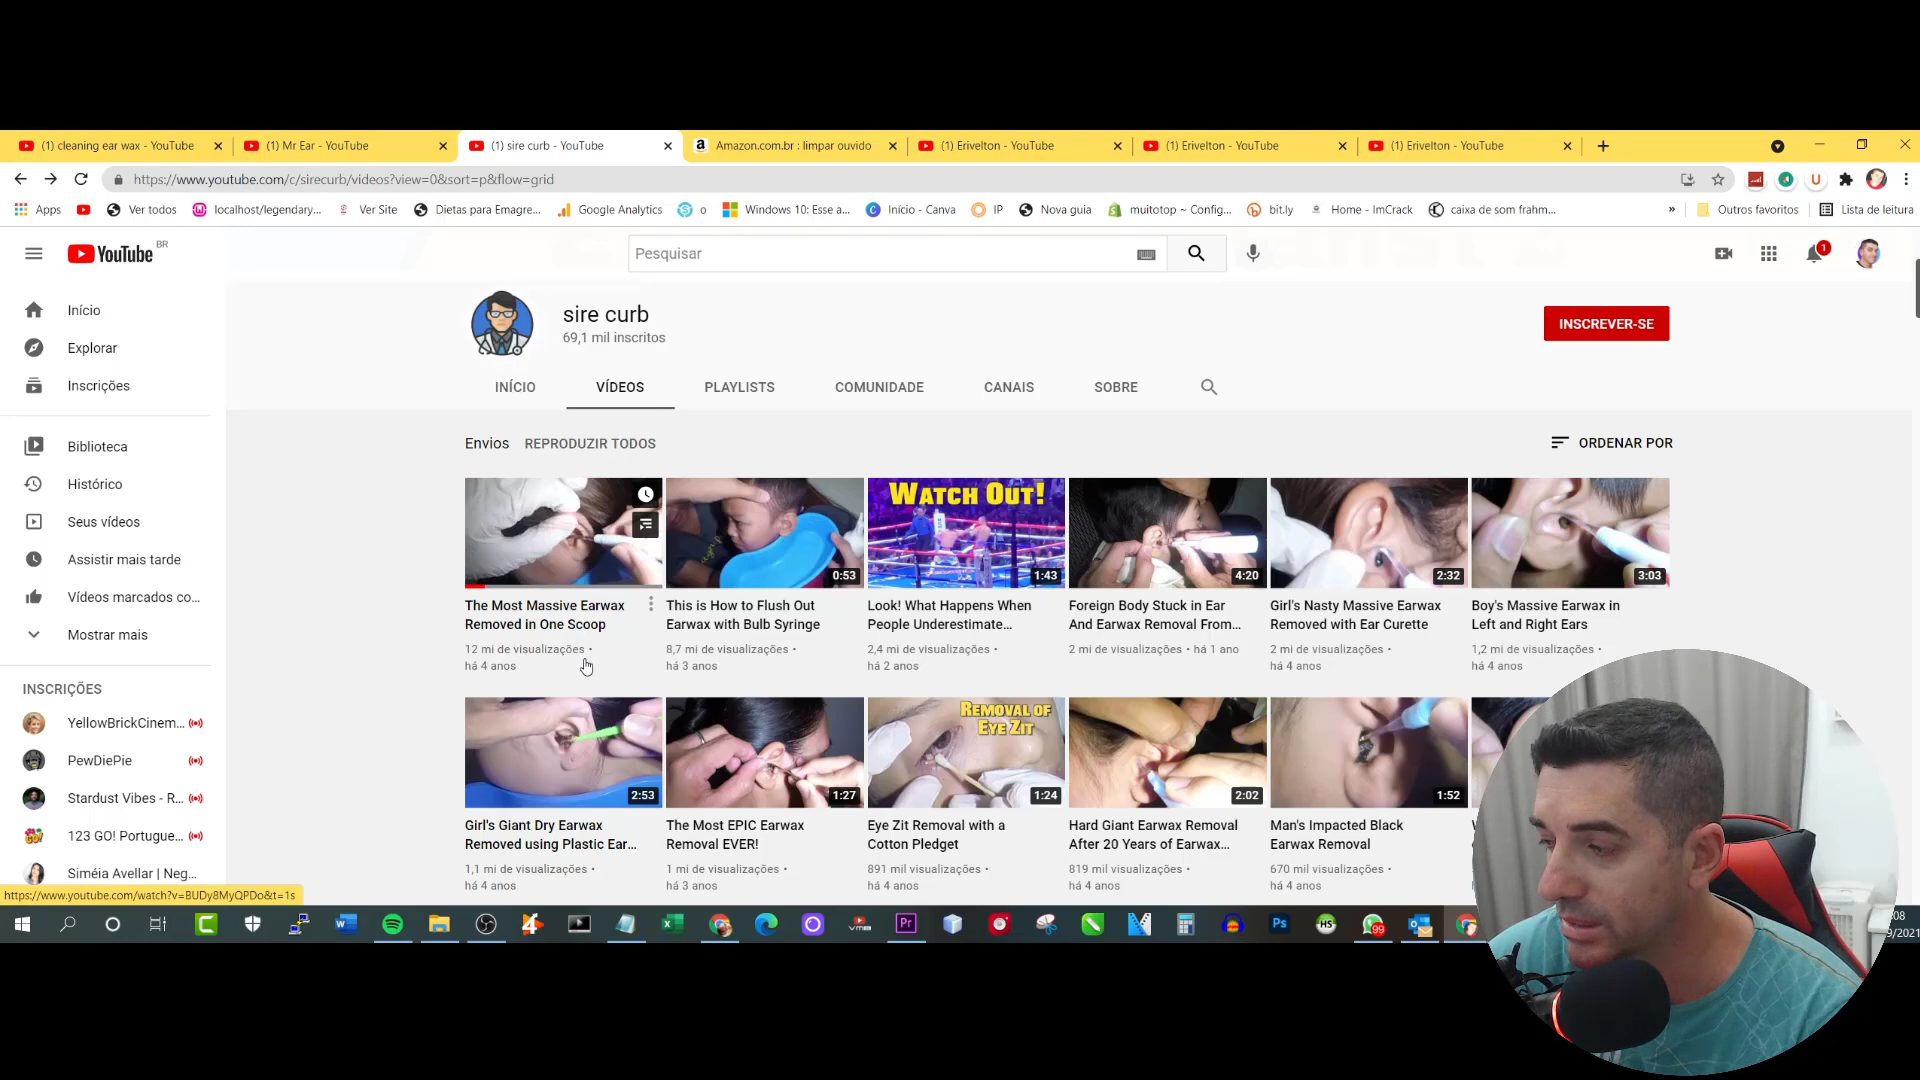 (1) cleaning ear wax - YouTube
(1) Mr Ear - YouTube
(1) sire curb - YouTube
Amazon.com.br : limpar ouvido
(1) Erivelton - YouTube
(1) Erivelton - YouTube
(1) Erivelton - YouTube
https://www.youtube.com/c/sirecurb/videos?view=0&sort=p&flow=grid
Apps
Ver todos
localhost/legendary...
Ver Site
Dietas para Emagre...
Google Analytics
o
Windows 10: Esse a...
Início - Canva
IP
Nova guia
muitotop ~ Config...
bit.ly
Home - ImCrack
caixa de som frahm...
»
Outros favoritos
Lista de leitura
YouTube BR
Pesquisar
1
Início
Explorar
Inscrições
Biblioteca
Histórico
Seus vídeos
Assistir mais tarde
Vídeos marcados co...
Mostrar mais
INSCRIÇÕES
YellowBrickCinem...
PewDiePie
Stardust Vibes - R...
123 GO! Portugue...
Siméia Avellar | Neg...
sire curb
69,1 mil inscritos
INSCREVER-SE
INÍCIO
VÍDEOS
PLAYLISTS
COMUNIDADE
CANAIS
SOBRE
Envios
REPRODUZIR TODOS
ORDENAR POR
The Most Massive Earwax
Removed in One Scoop
12 mi de visualizações •
há 4 anos
0:53
This is How to Flush Out
Earwax with Bulb Syringe
8,7 mi de visualizações •
há 3 anos
WATCH OUT!
1:43
Look! What Happens When
People Underestimate...
2,4 mi de visualizações •
há 2 anos
4:20
Foreign Body Stuck in Ear
And Earwax Removal From...
2 mi de visualizações • há 1 ano
2:32
Girl's Nasty Massive Earwax
Removed with Ear Curette
2 mi de visualizações •
há 4 anos
3:03
Boy's Massive Earwax in
Left and Right Ears
1,2 mi de visualizações •
há 4 anos
2:53
Girl's Giant Dry Earwax
Removed using Plastic Ear...
1,1 mi de visualizações •
há 4 anos
1:27
The Most EPIC Earwax
Removal EVER!
1 mi de visualizações •
há 3 anos
REMOVAL OF
EYE ZIT
1:24
Eye Zit Removal with a
Cotton Pledget
891 mil visualizações •
há 4 anos
2:02
Hard Giant Earwax Removal
After 20 Years of Earwax...
819 mil visualizações •
há 4 anos
1:52
Man's Impacted Black
Earwax Removal
670 mil visualizações •
há 4 anos
https://www.youtube.com/watch?v=BUDy8MyQPDo&t=1s
Pr
Ps
HS
99
:08
9/2021